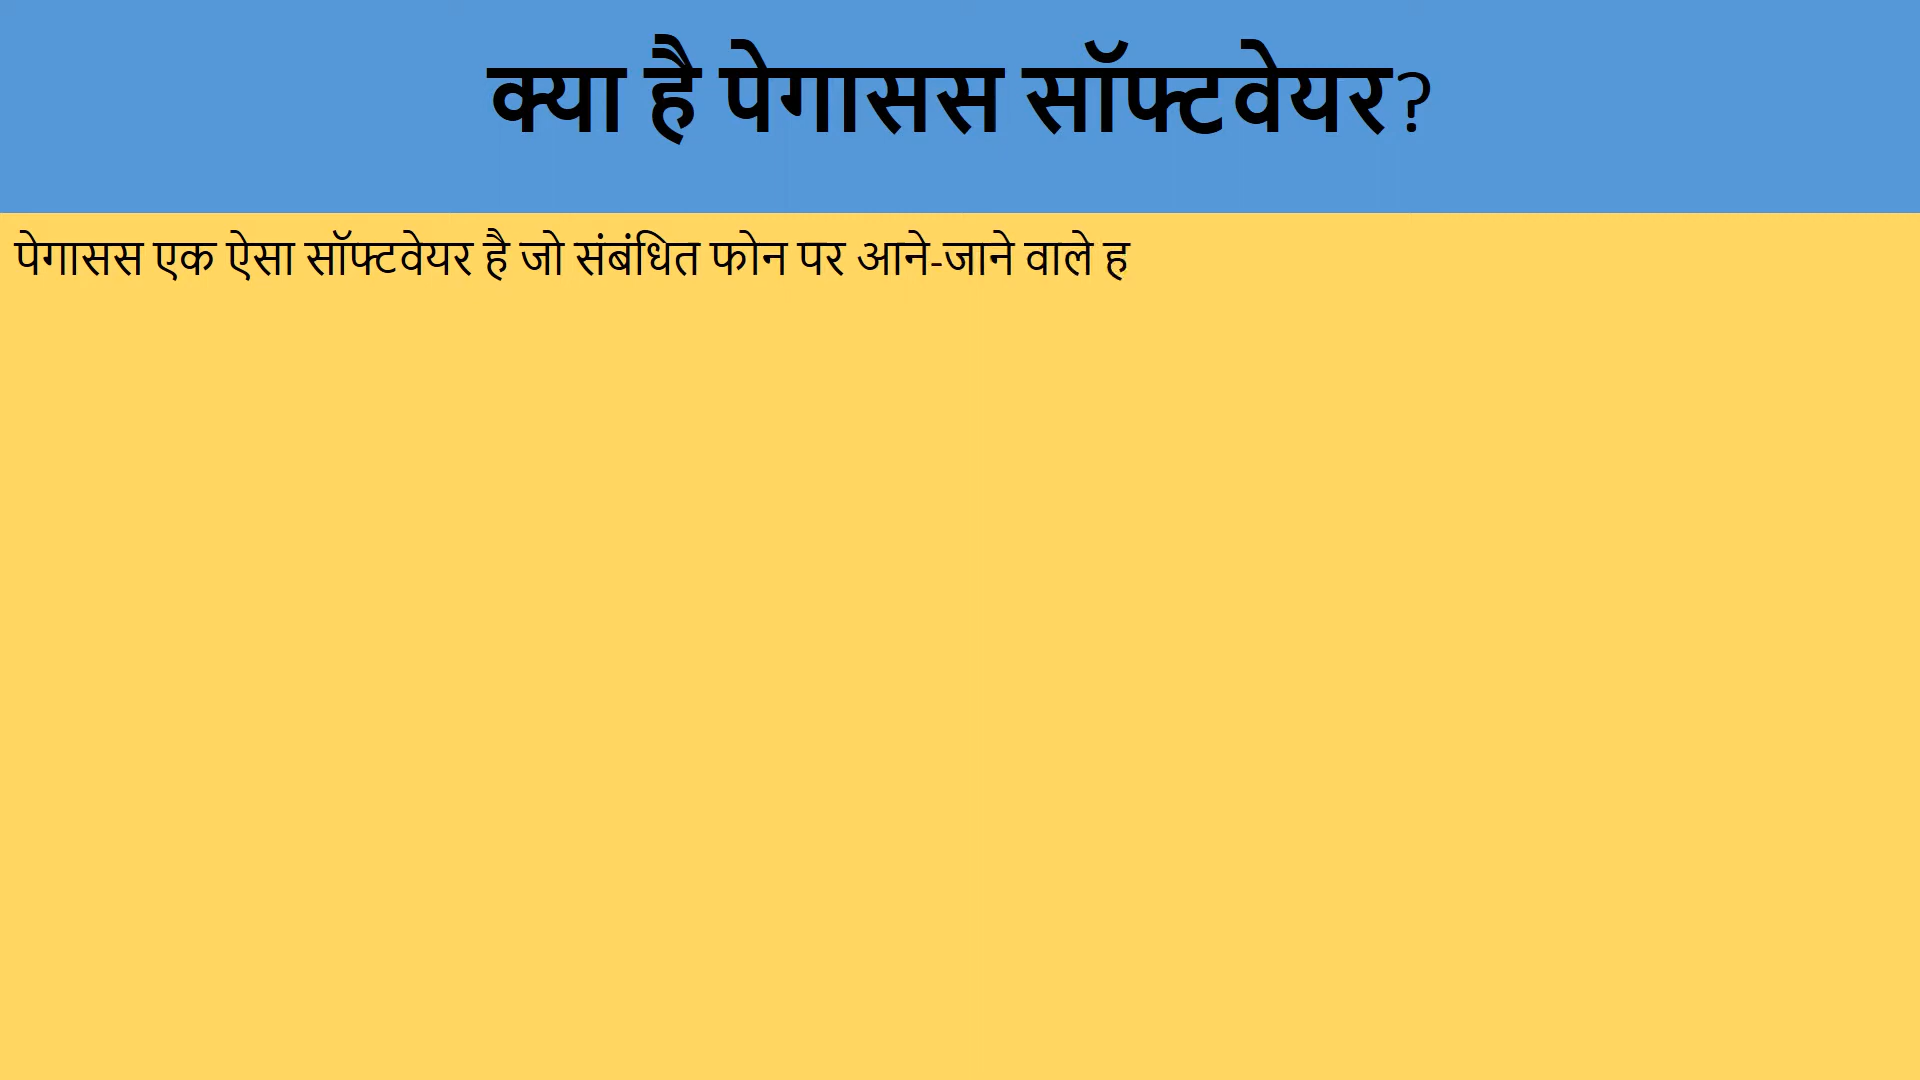 क्या है पेगासस सॉफ्टवेयर?
पेगासस एक ऐसा सॉफ्टवेयर है जो संबंधित फोन पर आने-जाने वाले ह